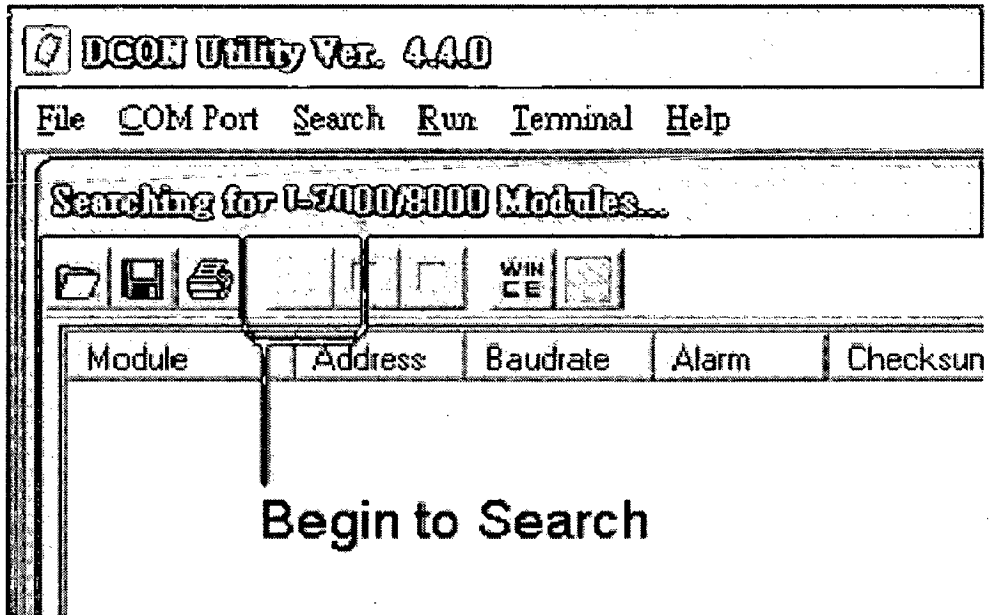 DCON Utility Ver. 4.4.0
File COM Port Search Run Terminal Help
Searching for I-7000/8000 Modules...
WIN
CE
Module Address Baudrate Alarm Checksum
Begin to Search